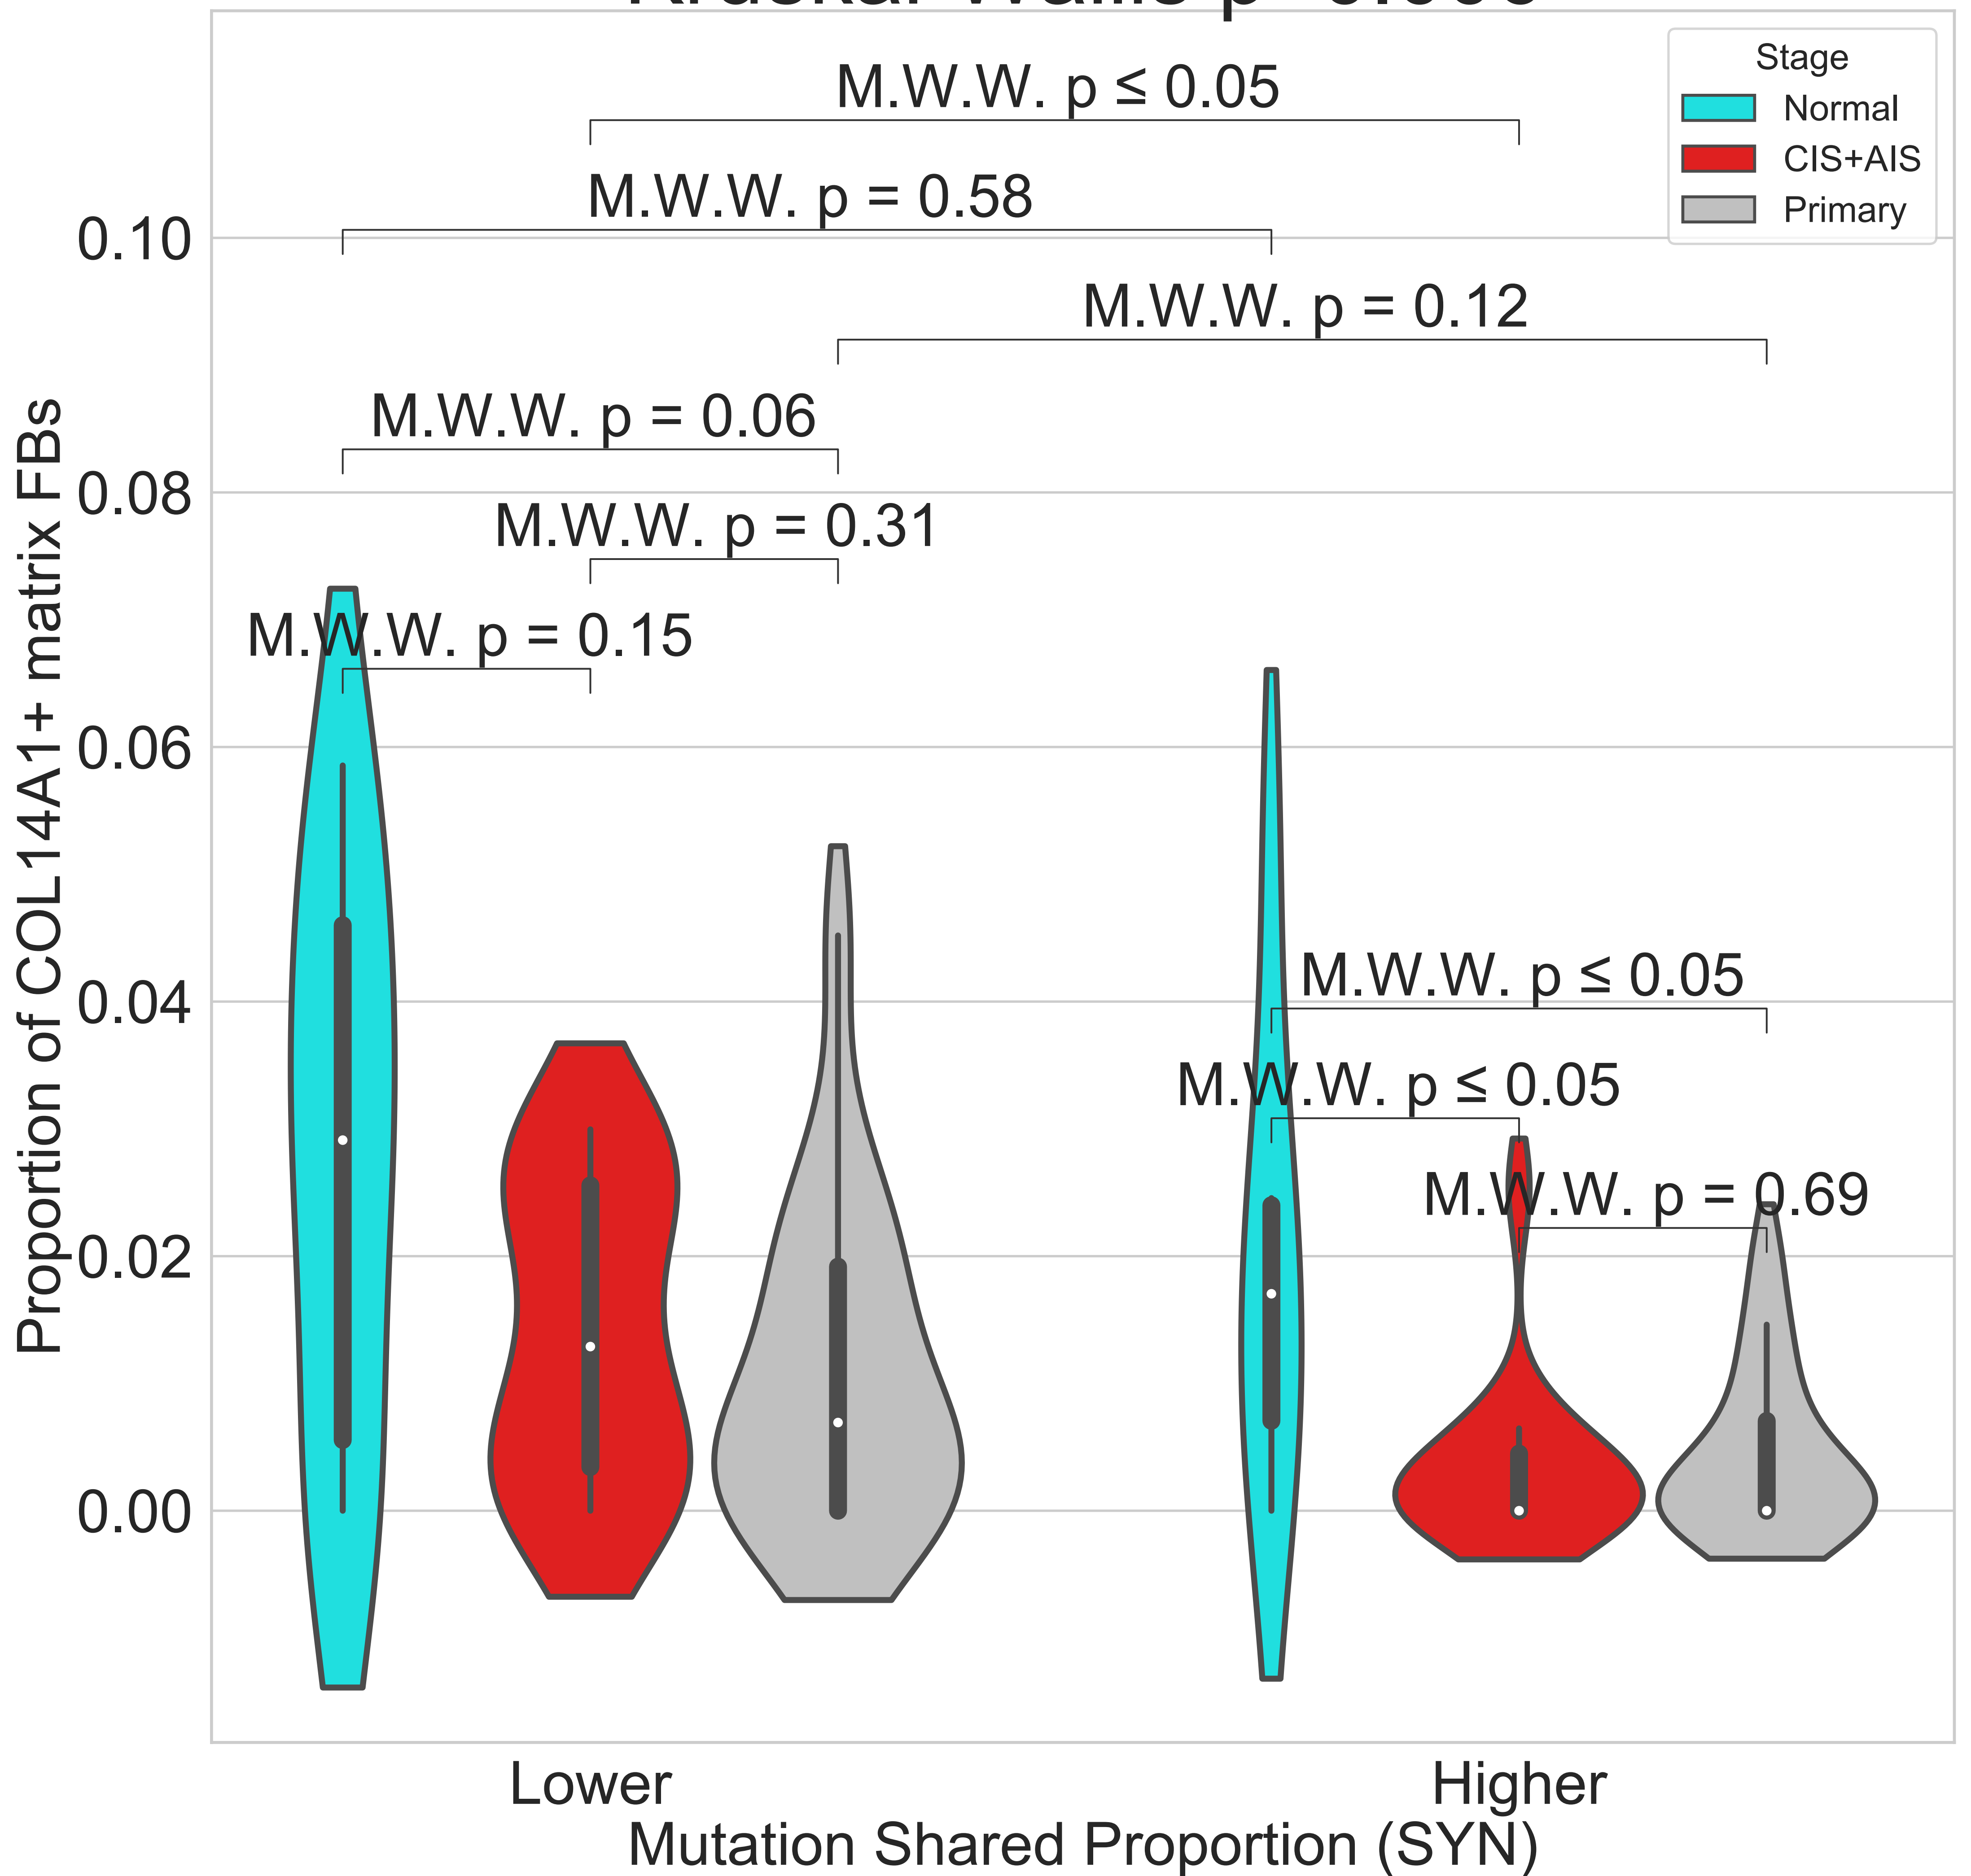 Stage
Normal
CIS+AIS
Primary
M.W.W. p ≤ 0.05
M.W.W. p = 0.58
M.W.W. p = 0.12
M.W.W. p = 0.06
M.W.W. p = 0.31
M.W.W. p = 0.15
M.W.W. p ≤ 0.05
M.W.W. p ≤ 0.05
M.W.W. p = 0.69
0.10
0.08
0.06
0.04
0.02
0.00
Proportion of COL14A1+ matrix FBs
Lower
Higher
Mutation Shared Proportion (SYN)